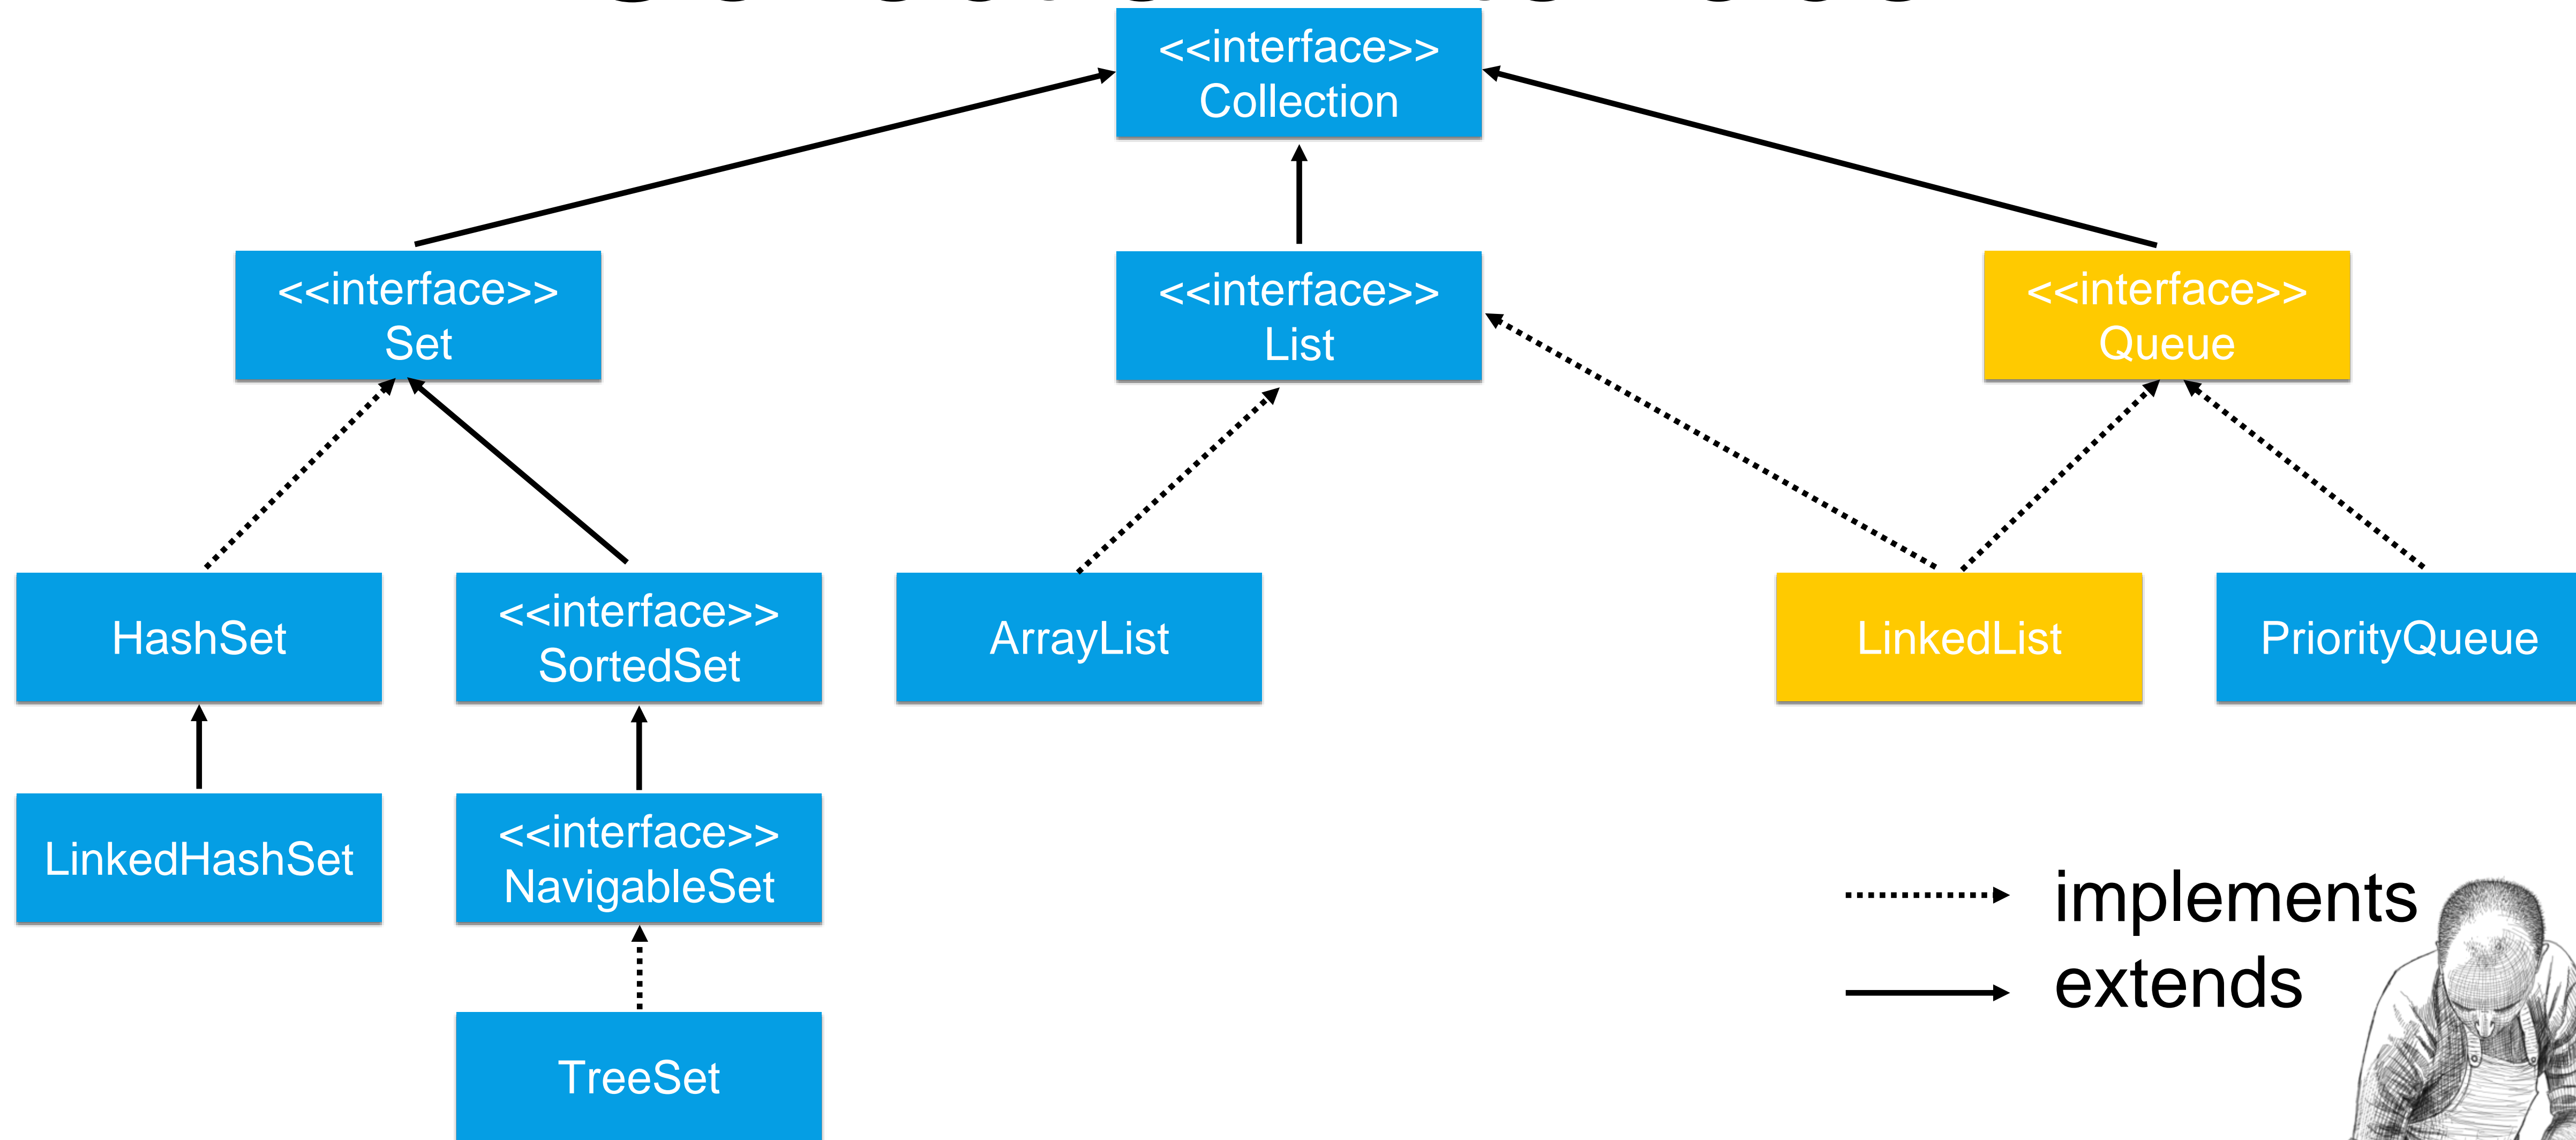 <<interface>>
Collection
<<interface>>
Set
<<interface>>
List
<<interface>>
Queue
HashSet
<<interface>>
SortedSet
ArrayList
LinkedList
PriorityQueue
LinkedHashSet
<<interface>>
NavigableSet
implements
extends
TreeSet